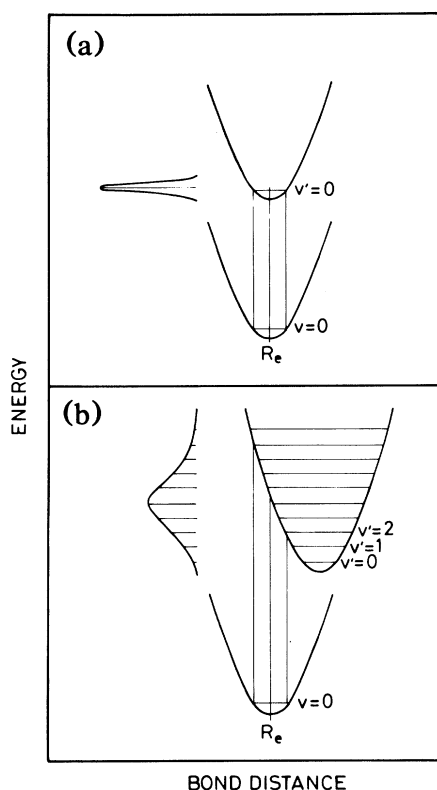 (a)
v'=0
v=0
Re
ENERGY
(b)
v'=2
v'=1
v'=0
v=0
Re
BOND DISTANCE